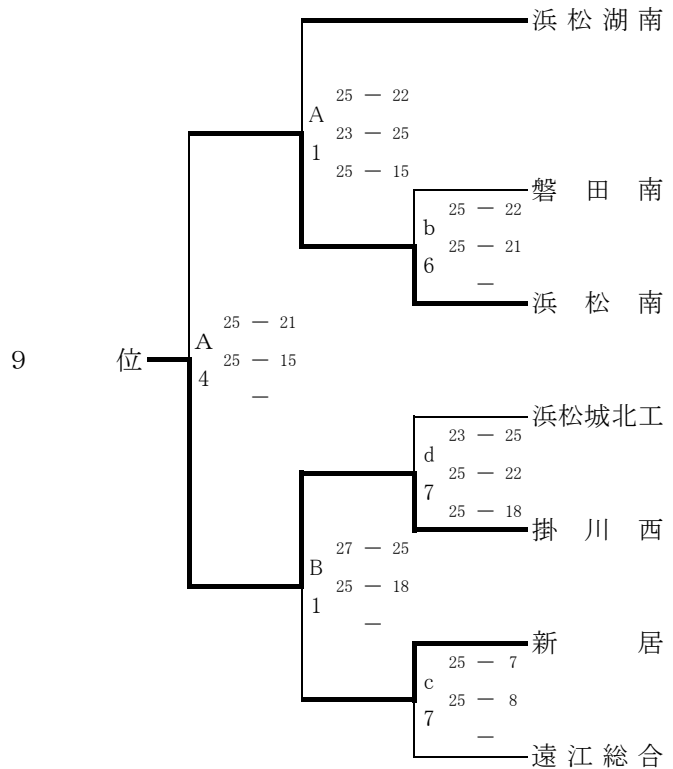 浜松湖南
25 ― 22
A
23 ― 25
1
25 ― 15
磐田南
25 ― 22
b
25 ― 21
6
―
浜松南
25 ― 21
A
9位
25 ― 15
4
―
浜松城北工
23 ― 25
d
25 ― 22
7
25 ― 18
掛川西
27 ― 25
B
25 ― 18
1
―
新居
25 ― 7
c
25 ― 8
7
―
遠江総合